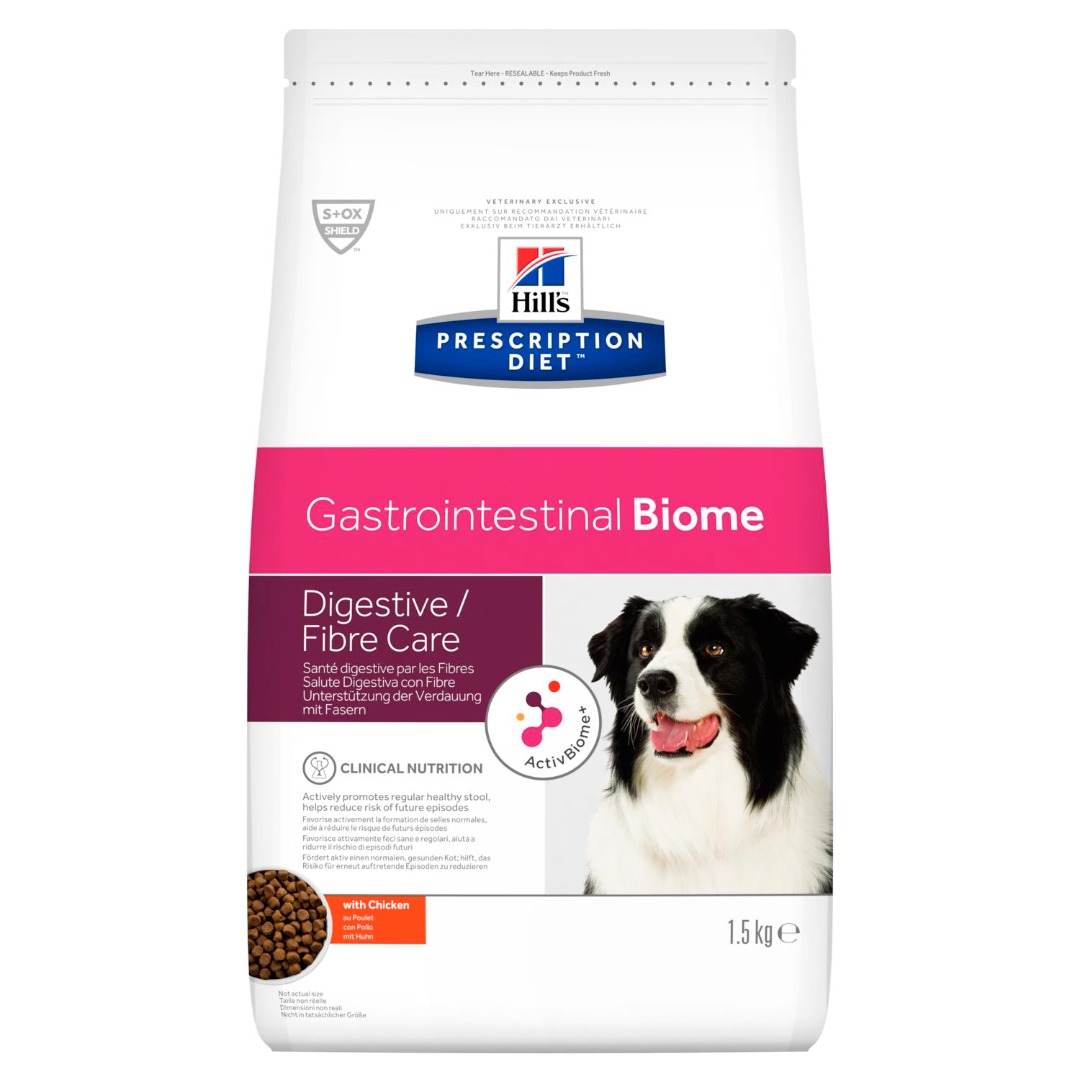 Tear Here - RESEALABLE - Keeps Product Fresh
S+OX
SHIELD™
VETERINARY EXCLUSIVE
UNIQUEMENT SUR RECOMMANDATION VÉTÉRINAIRE
RACCOMANDATO DAI VETERINARI
EXKLUSIV BEIM TIERARZT ERHÄLTLICH
Hill's™
PRESCRIPTION
DIET™
Gastrointestinal Biome
Digestive /
Fibre Care
Santé digestive par les Fibres
Salute Digestiva con Fibre
Unterstützung der Verdauung
mit Fasern
ActivBiome+
CLINICAL NUTRITION
Actively promotes regular healthy stool,
helps reduce risk of future episodes
Favorise activement la formation de selles normales,
aide à réduire le risque de futurs épisodes
Favorisce attivamente feci sane e regolari, aiuta a
ridurre il rischio di episodi futuri
Fördert aktiv einen normalen, gesunden Kot; hilft, das
Risiko für erneut auftretende Episoden zu reduzieren
with Chicken
au Poulet
con Pollo
mit Huhn
1.5 kg ℮
Not actual size
Taille non réelle
Dimensioni non reali
Nicht in tatsächlicher Größe